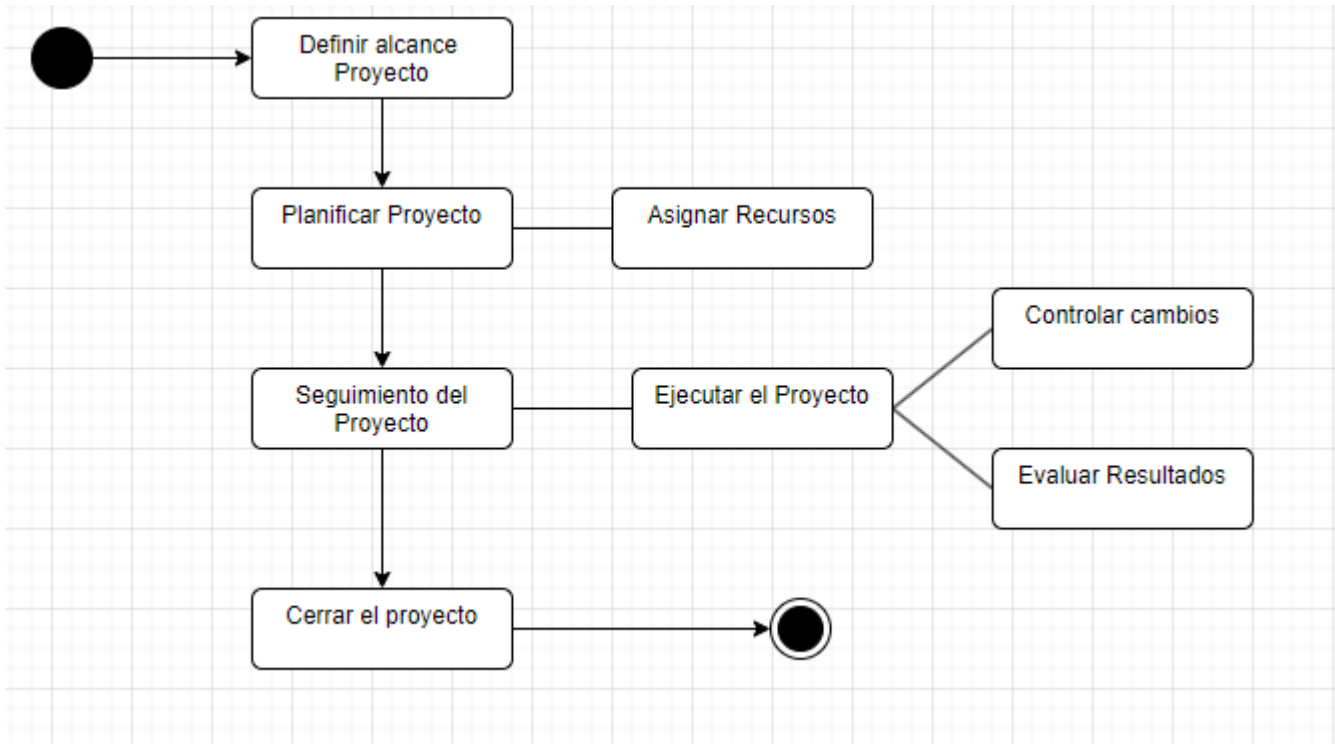 Definir alcance
Proyecto
Planificar Proyecto
Asignar Recursos
Controlar cambios
Seguimiento del
Proyecto
Ejecutar el Proyecto
Evaluar Resultados
Cerrar el proyecto